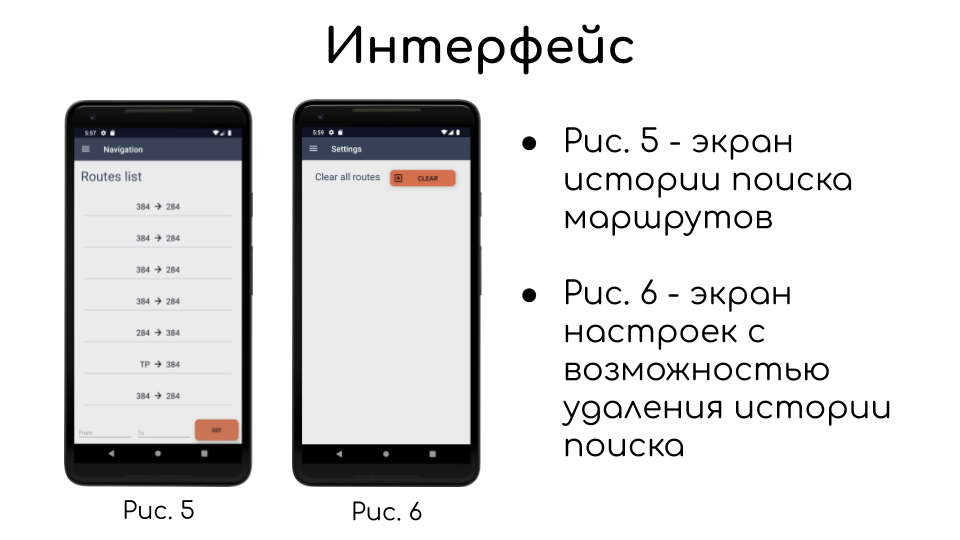 Интерфейс
5:57
Navigation
Routes list
384 → 284
384 → 284
384 → 284
384 → 284
284 → 384
TP → 384
384 → 284
From
To
GO!
Рис. 5
5:59
Settings
Clear all routes
CLEAR
Рис. 6
● Рис. 5 - экран
истории поиска
маршрутов
● Рис. 6 - экран
настроек с
возможностью
удаления истории
поиска